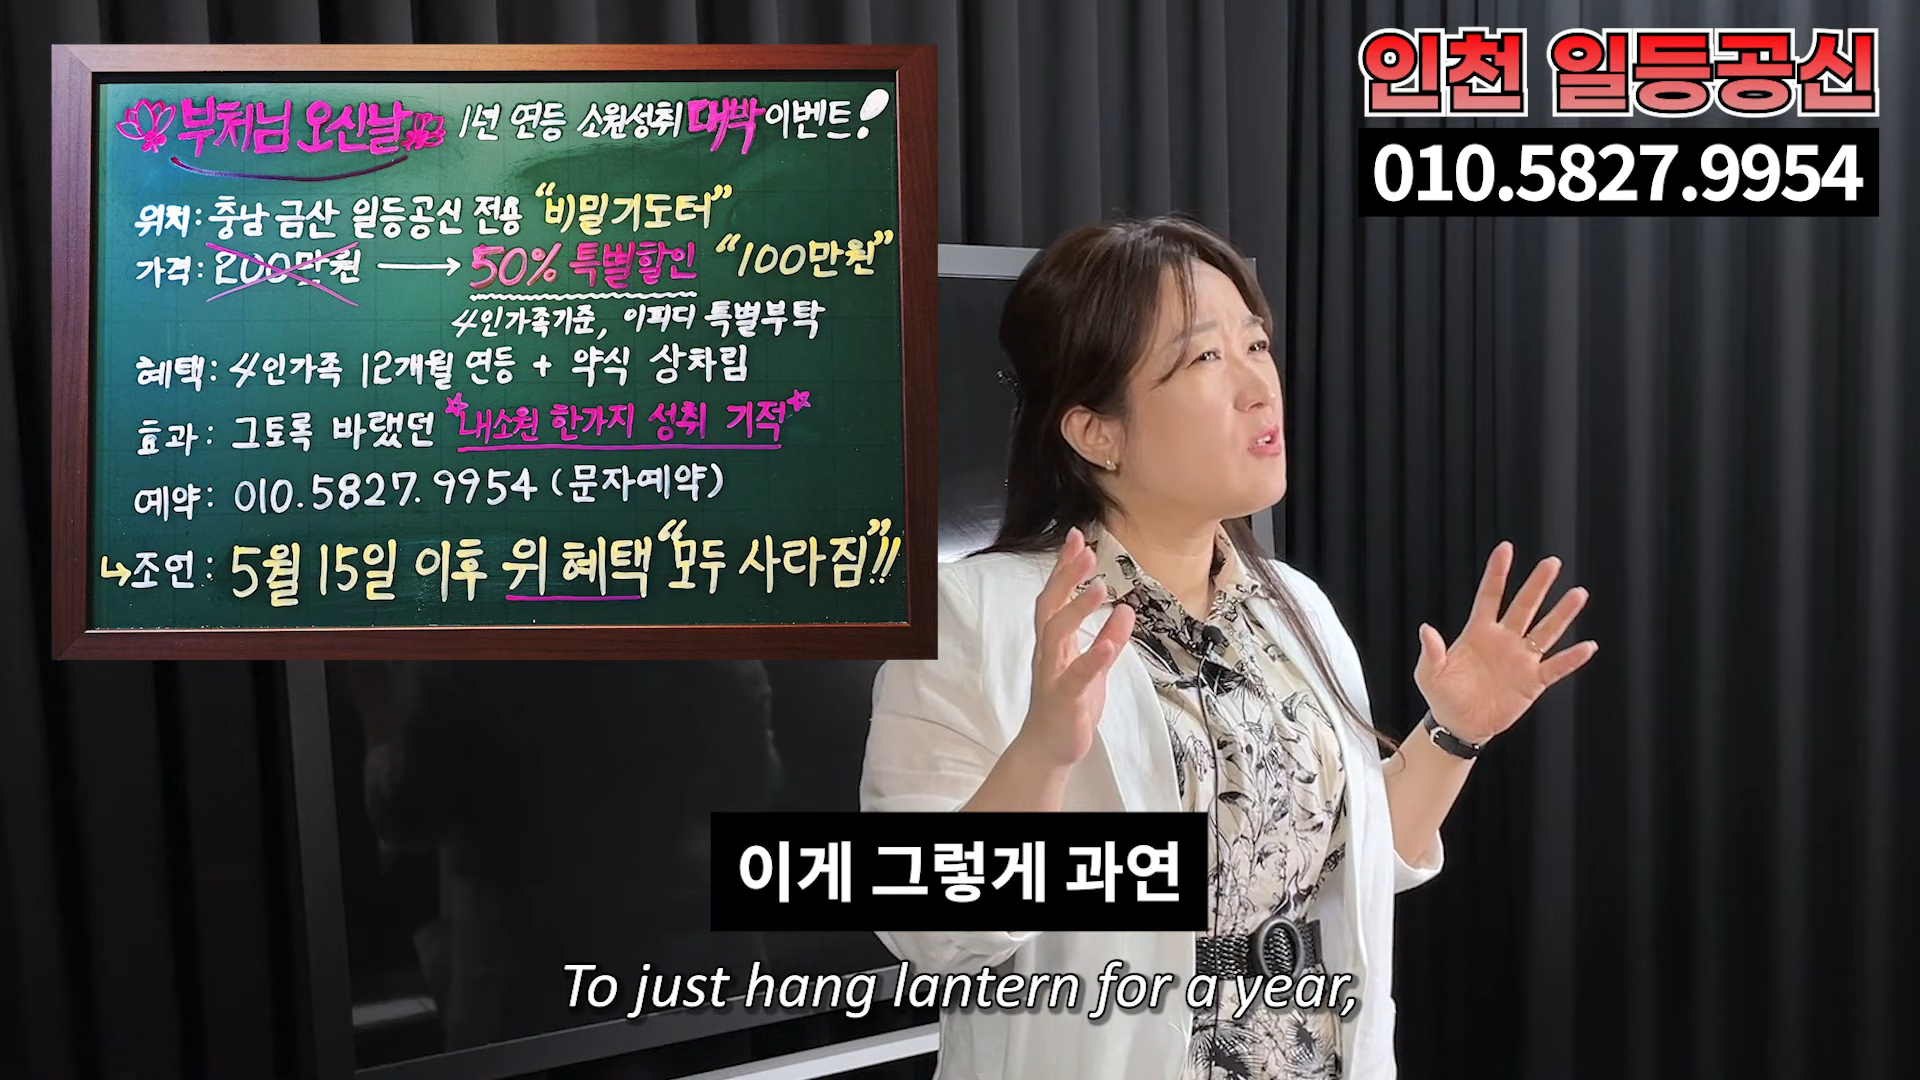 부처님 오신날 1년 연등 소원성취 대박 이벤트!
위치: 충남 금산 일등공신 전용 "비밀기도터"
가격: 200만원 → 50% 특별할인 "100만원"
4인가족기준, 이피디 특별부탁
혜택: 4인가족 12개월 연등 + 약식 상차림
효과: 그토록 바랬던 *내소원 한가지 성취 기적*
예약: 010.5827.9954 (문자예약)
↳조언: 5월 15일 이후 위 혜택 "모두 사라짐"!!
인천 일등공신
010.5827.9954
이게 그렇게 과연
To just hang lantern for a year,